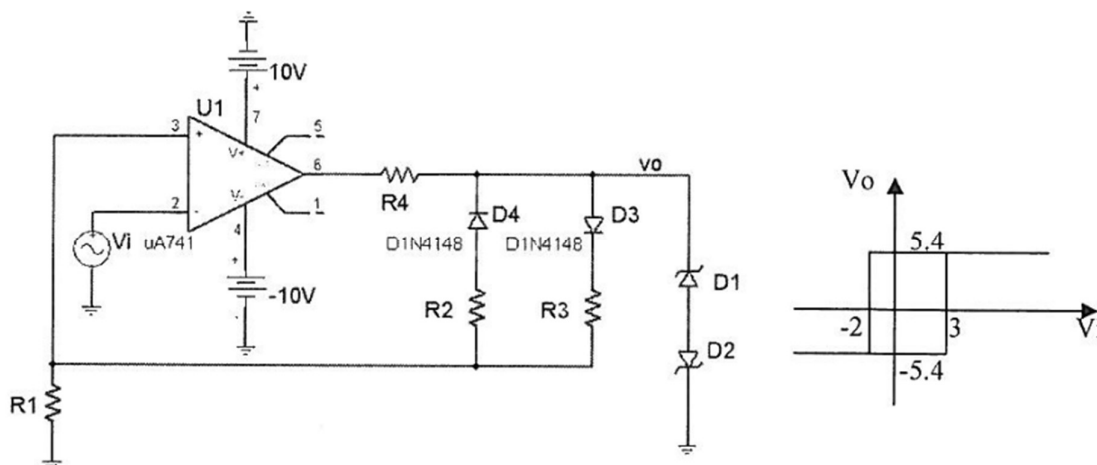 10V
+
U1
7
3
+
5
V+
6
vo
R4
2
-
V-
1
4
Vi
uA741
+
-10V
-
D4
D3
D1N4148
D1N4148
R2
R3
D1
D2
R1
Vo
5.4
-2
3
-5.4